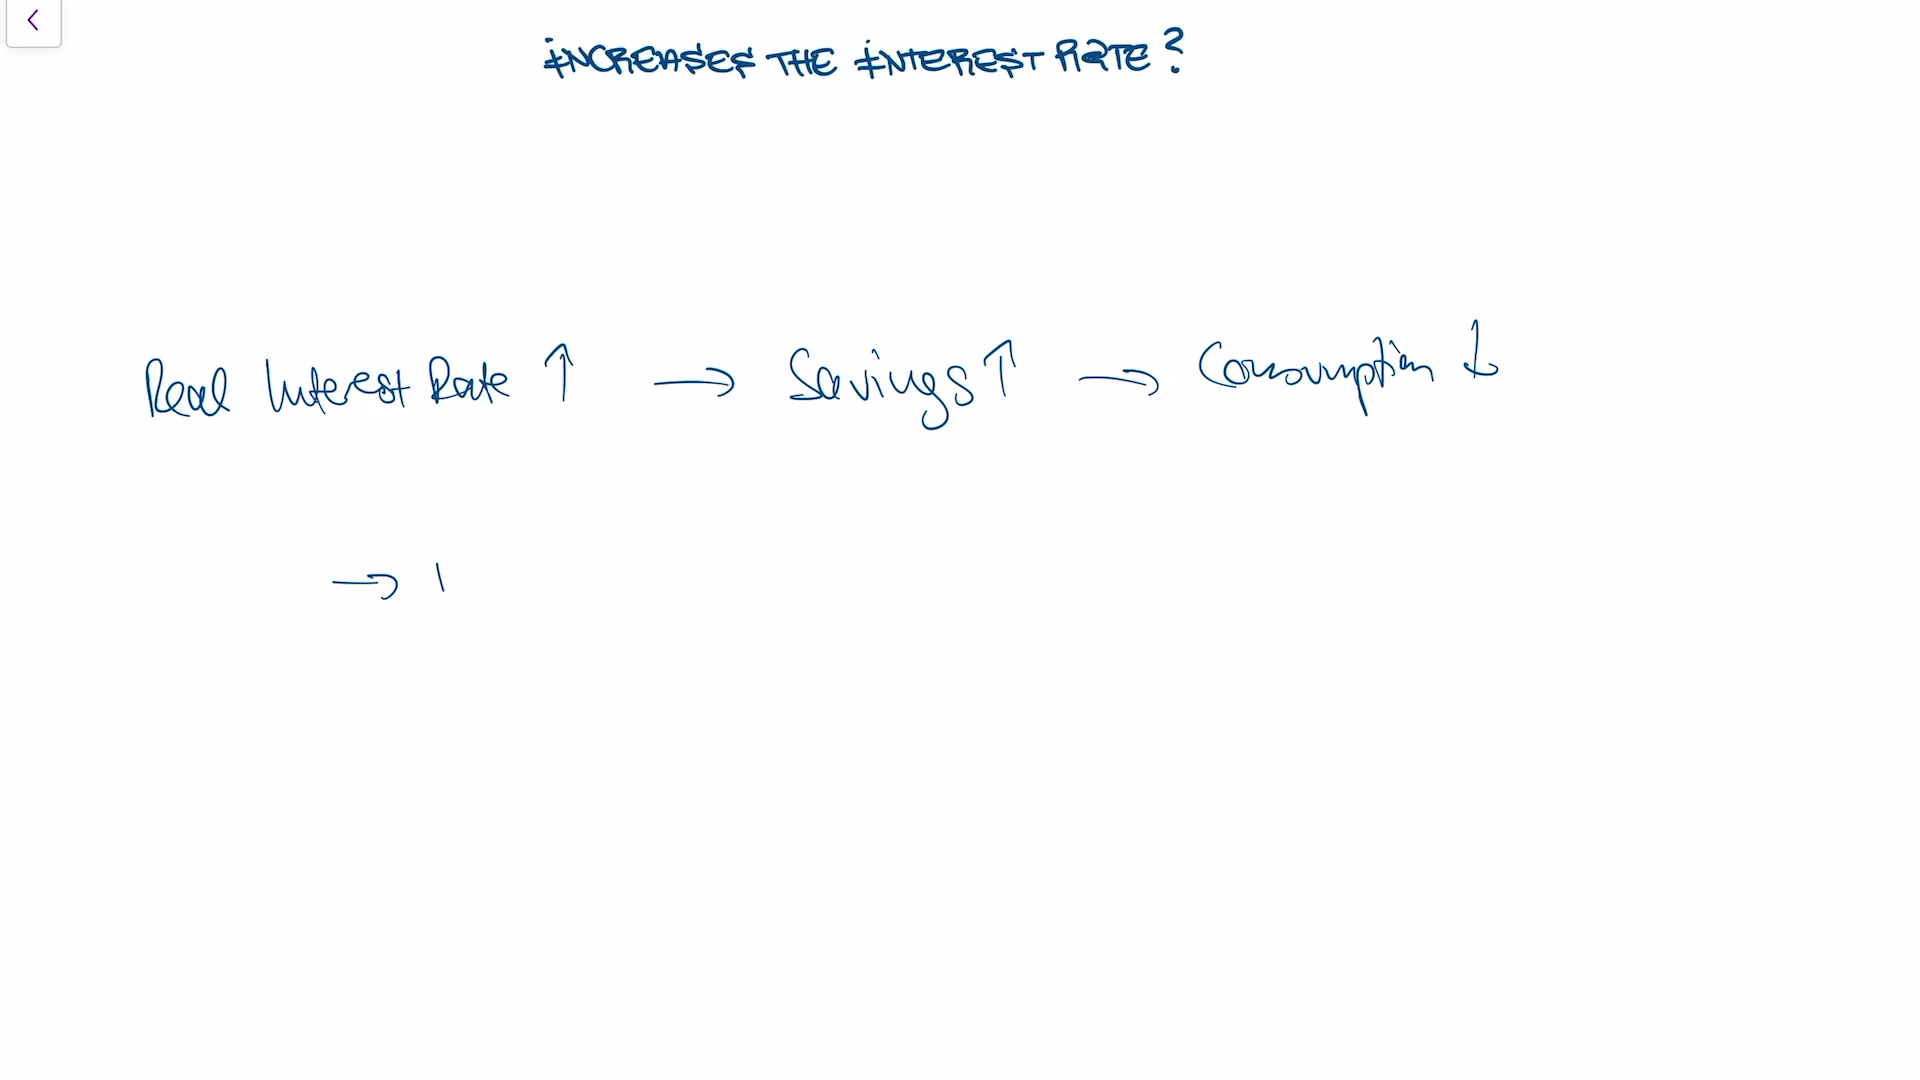 INCREASES THE INTEREST RATE?
Real Interest Rate ↑ → Savings ↑ → Consumption ↓
→ I